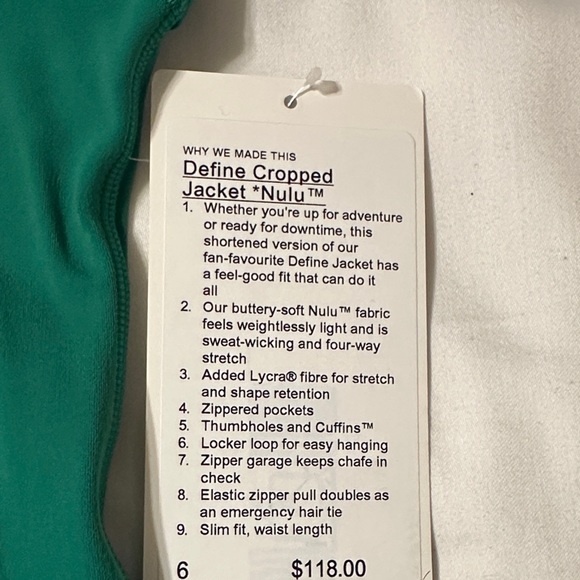 WHY WE MADE THIS
Define Cropped
Jacket *Nulu™
1. Whether you're up for adventure
or ready for downtime, this
shortened version of our
fan-favourite Define Jacket has
a feel-good fit that can do it
all
2. Our buttery-soft Nulu™ fabric
feels weightlessly light and is
sweat-wicking and four-way
stretch
3. Added Lycra® fibre for stretch
and shape retention
4. Zippered pockets
5. Thumbholes and Cuffins™
6. Locker loop for easy hanging
7. Zipper garage keeps chafe in
check
8. Elastic zipper pull doubles as
an emergency hair tie
9. Slim fit, waist length
6 $118.00